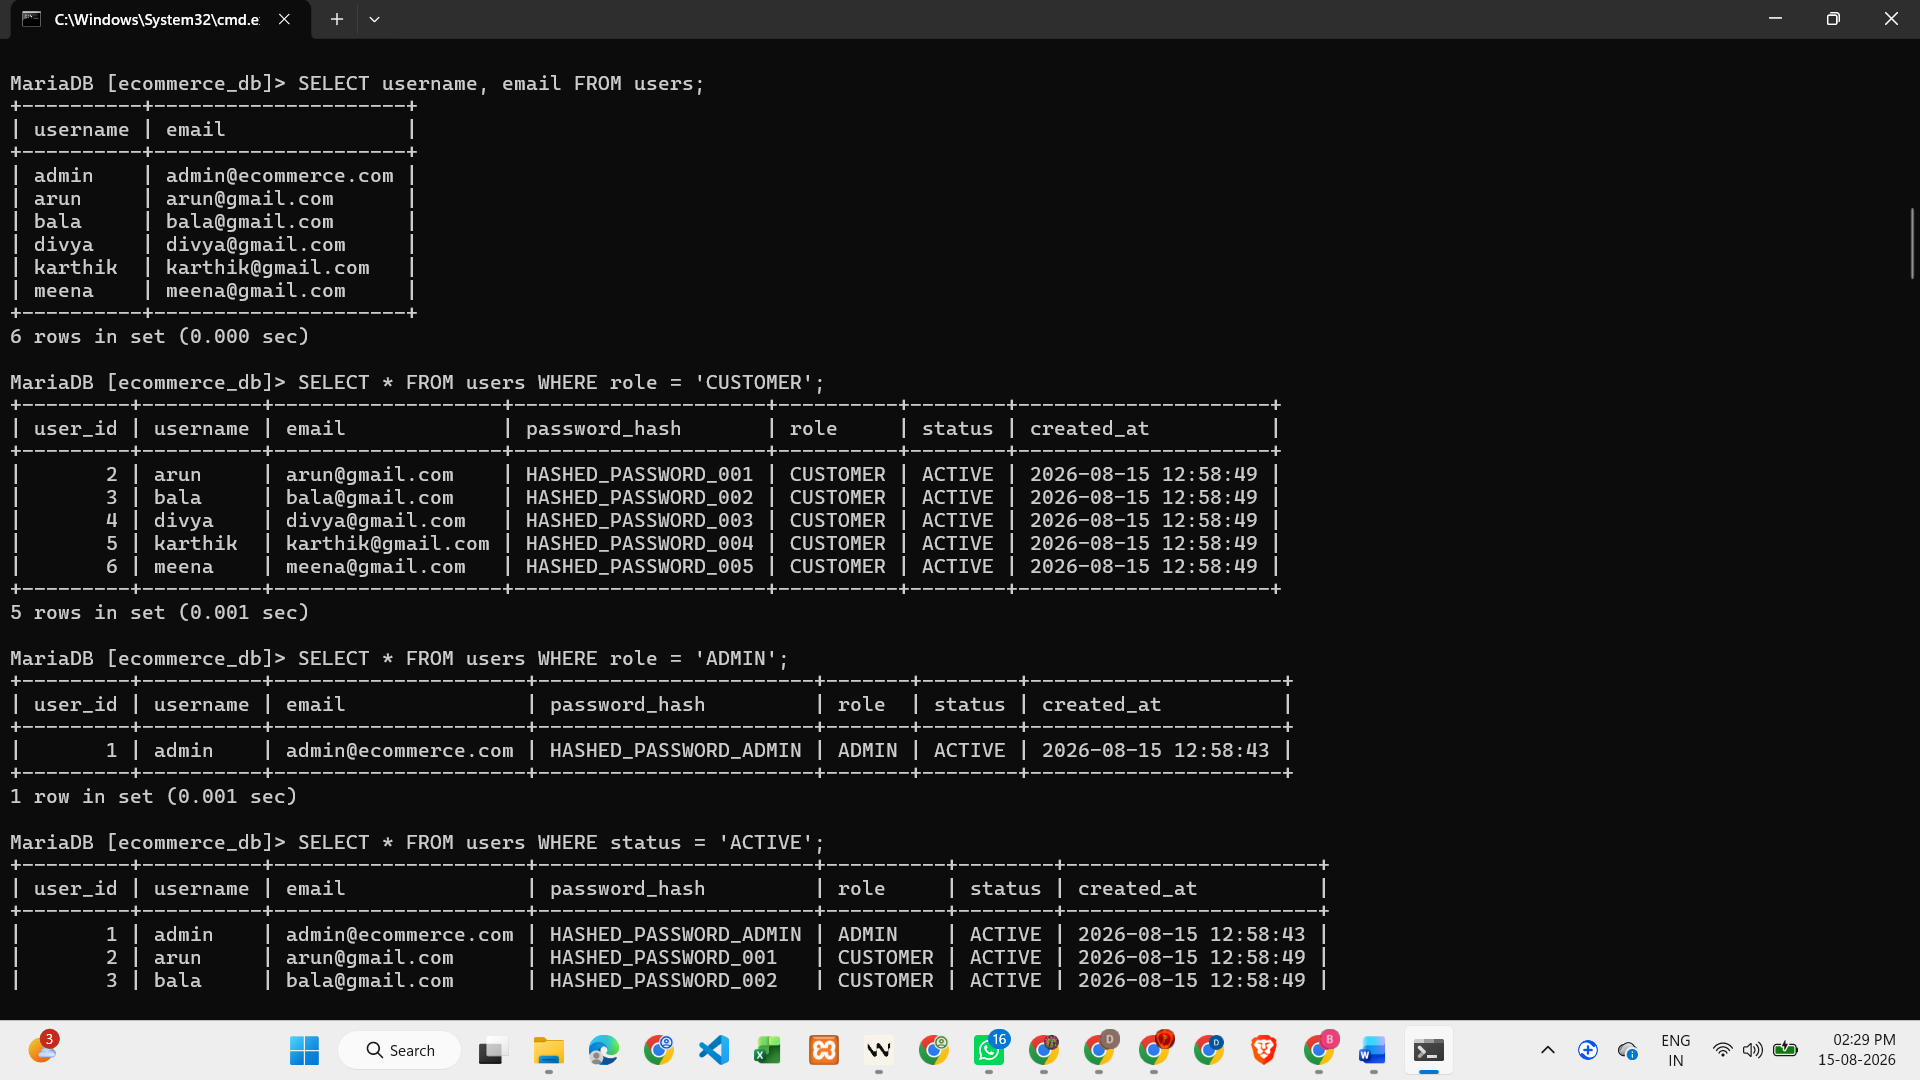 C:\Windows\System32\cmd.e
MariaDB [ecommerce_db]> SELECT username, email FROM users;
+----------+---------------------+
| username | email               |
+----------+---------------------+
| admin    | admin@ecommerce.com |
| arun     | arun@gmail.com      |
| bala     | bala@gmail.com      |
| divya    | divya@gmail.com     |
| karthik  | karthik@gmail.com   |
| meena    | meena@gmail.com     |
+----------+---------------------+
6 rows in set (0.000 sec)
MariaDB [ecommerce_db]> SELECT * FROM users WHERE role = 'CUSTOMER';
+---------+----------+-------------------+---------------------+----------+--------+---------------------+
| user_id | username | email             | password_hash       | role     | status | created_at          |
+---------+----------+-------------------+---------------------+----------+--------+---------------------+
|       2 | arun     | arun@gmail.com    | HASHED_PASSWORD_001 | CUSTOMER | ACTIVE | 2026-08-15 12:58:49 |
|       3 | bala     | bala@gmail.com    | HASHED_PASSWORD_002 | CUSTOMER | ACTIVE | 2026-08-15 12:58:49 |
|       4 | divya    | divya@gmail.com   | HASHED_PASSWORD_003 | CUSTOMER | ACTIVE | 2026-08-15 12:58:49 |
|       5 | karthik  | karthik@gmail.com | HASHED_PASSWORD_004 | CUSTOMER | ACTIVE | 2026-08-15 12:58:49 |
|       6 | meena    | meena@gmail.com   | HASHED_PASSWORD_005 | CUSTOMER | ACTIVE | 2026-08-15 12:58:49 |
+---------+----------+-------------------+---------------------+----------+--------+---------------------+
5 rows in set (0.001 sec)
MariaDB [ecommerce_db]> SELECT * FROM users WHERE role = 'ADMIN';
+---------+----------+---------------------+-----------------------+-------+--------+---------------------+
| user_id | username | email               | password_hash         | role  | status | created_at          |
+---------+----------+---------------------+-----------------------+-------+--------+---------------------+
|       1 | admin    | admin@ecommerce.com | HASHED_PASSWORD_ADMIN | ADMIN | ACTIVE | 2026-08-15 12:58:43 |
+---------+----------+---------------------+-----------------------+-------+--------+---------------------+
1 row in set (0.001 sec)
MariaDB [ecommerce_db]> SELECT * FROM users WHERE status = 'ACTIVE';
+---------+----------+---------------------+-----------------------+----------+--------+---------------------+
| user_id | username | email               | password_hash         | role     | status | created_at          |
+---------+----------+---------------------+-----------------------+----------+--------+---------------------+
|       1 | admin    | admin@ecommerce.com | HASHED_PASSWORD_ADMIN | ADMIN    | ACTIVE | 2026-08-15 12:58:43 |
|       2 | arun     | arun@gmail.com      | HASHED_PASSWORD_001   | CUSTOMER | ACTIVE | 2026-08-15 12:58:49 |
|       3 | bala     | bala@gmail.com      | HASHED_PASSWORD_002   | CUSTOMER | ACTIVE | 2026-08-15 12:58:49 |
3
Search
16
D
D
B
ENG
IN
02:29 PM
15-08-2026